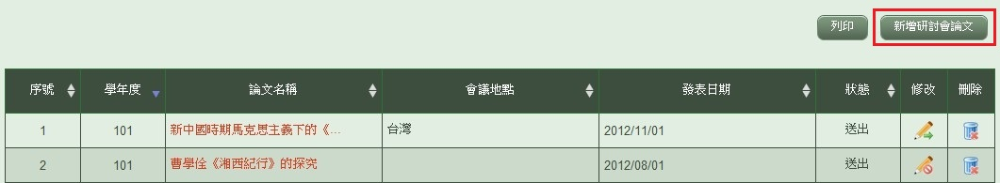 列印 新增研討會論文
序號 學年度 論文名稱 會議地點 發表日期 狀態 修改 刪除
1 101 新中國時期馬克思主義下的《... 台灣 2012/11/01 送出
2 101 曹學佺《湘西紀行》的探究 2012/08/01 送出